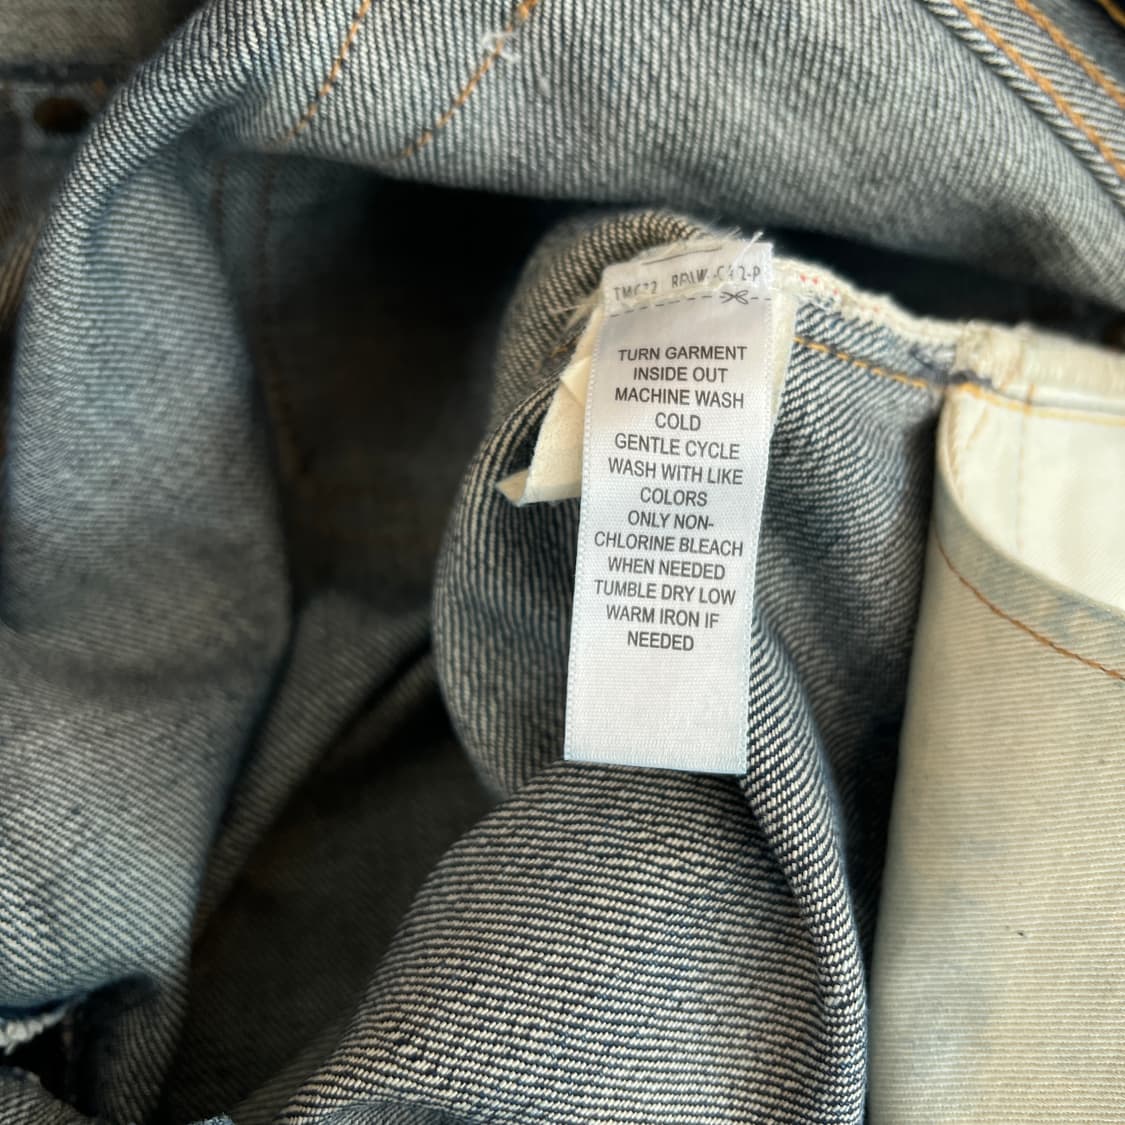 TURN GARMENT
INSIDE OUT
MACHINE WASH
COLD
GENTLE CYCLE
WASH WITH LIKE
COLORS
ONLY NON-
CHLORINE BLEACH
WHEN NEEDED
TUMBLE DRY LOW
WARM IRON IF
NEEDED